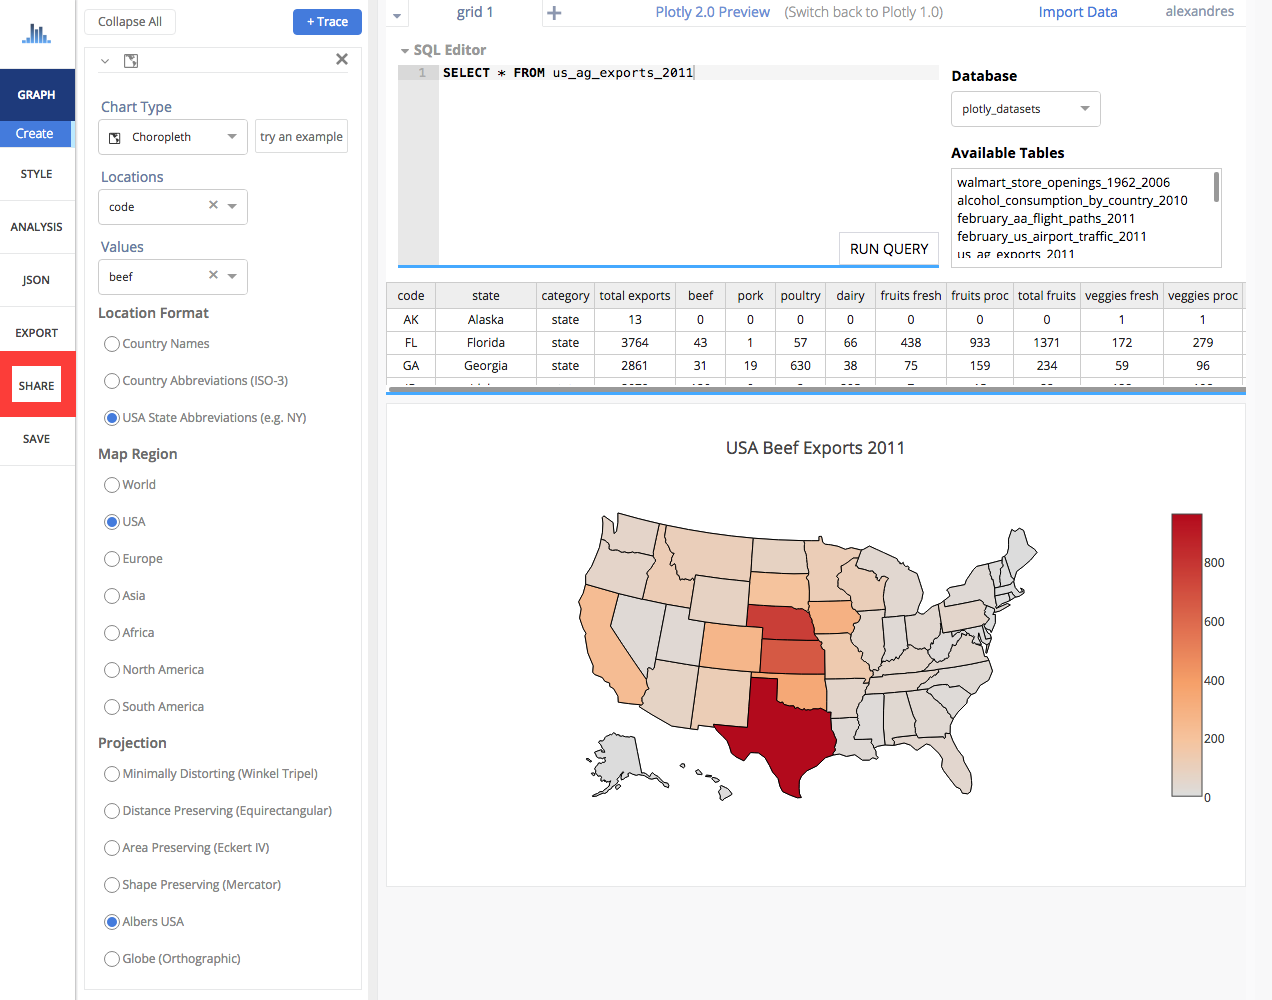 GRAPH
Create
STYLE
ANALYSIS
JSON
EXPORT
SHARE
SAVE
Collapse All
+ Trace
Chart Type
Choropleth
try an example
Locations
code
Values
beef
Location Format
Country Names
Country Abbreviations (ISO-3)
USA State Abbreviations (e.g. NY)
Map Region
World
USA
Europe
Asia
Africa
North America
South America
Projection
Minimally Distorting (Winkel Tripel)
Distance Preserving (Equirectangular)
Area Preserving (Eckert IV)
Shape Preserving (Mercator)
Albers USA
Globe (Orthographic)
grid 1
Plotly 2.0 Preview (Switch back to Plotly 1.0)
Import Data
alexandres
SQL Editor
1 SELECT * FROM us_ag_exports_2011
RUN QUERY
Database
plotly_datasets
Available Tables
walmart_store_openings_1962_2006
alcohol_consumption_by_country_2010
february_aa_flight_paths_2011
february_us_airport_traffic_2011
us_ag_exports_2011
code state category total exports beef pork poultry dairy fruits fresh fruits proc total fruits veggies fresh veggies proc
AK Alaska state 13 0 0 0 0 0 0 0 1 1
FL Florida state 3764 43 1 57 66 438 933 1371 172 279
GA Georgia state 2861 31 19 630 38 75 159 234 59 96
USA Beef Exports 2011
800
600
400
200
0